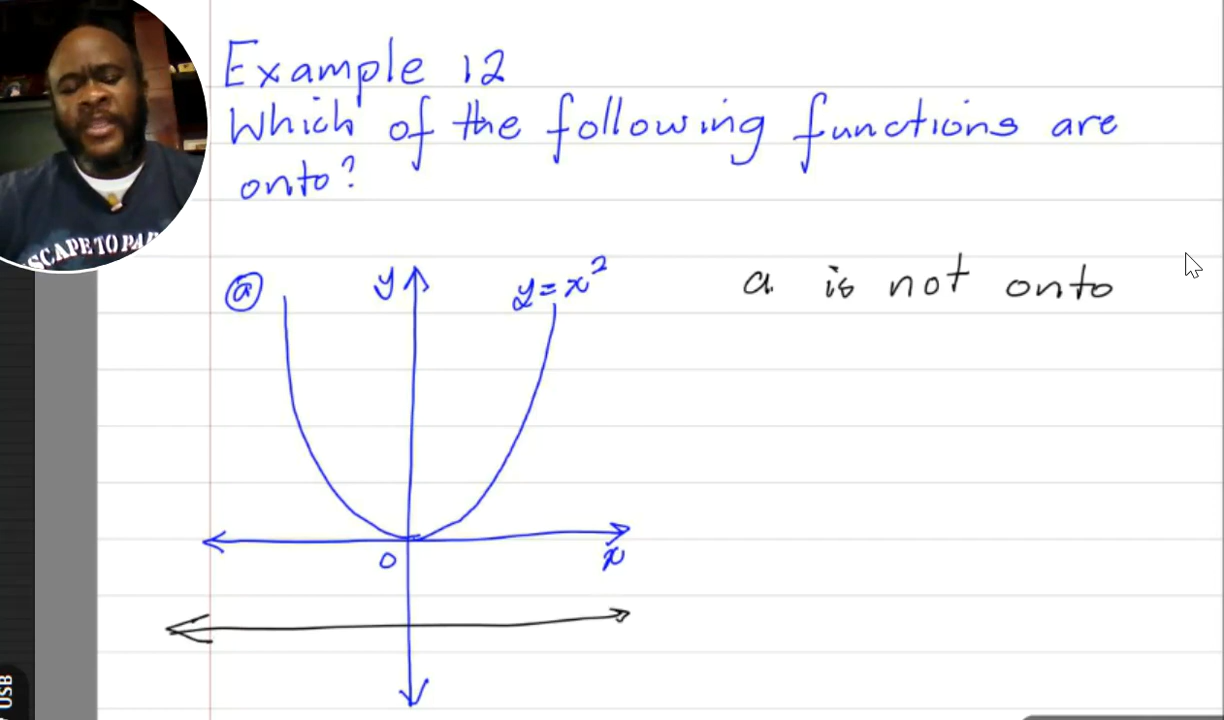 Example 12
Which of the following functions are
onto?
SCAPE TO PA
ⓐ
y
y=x²
a. is not onto
0
x
USB